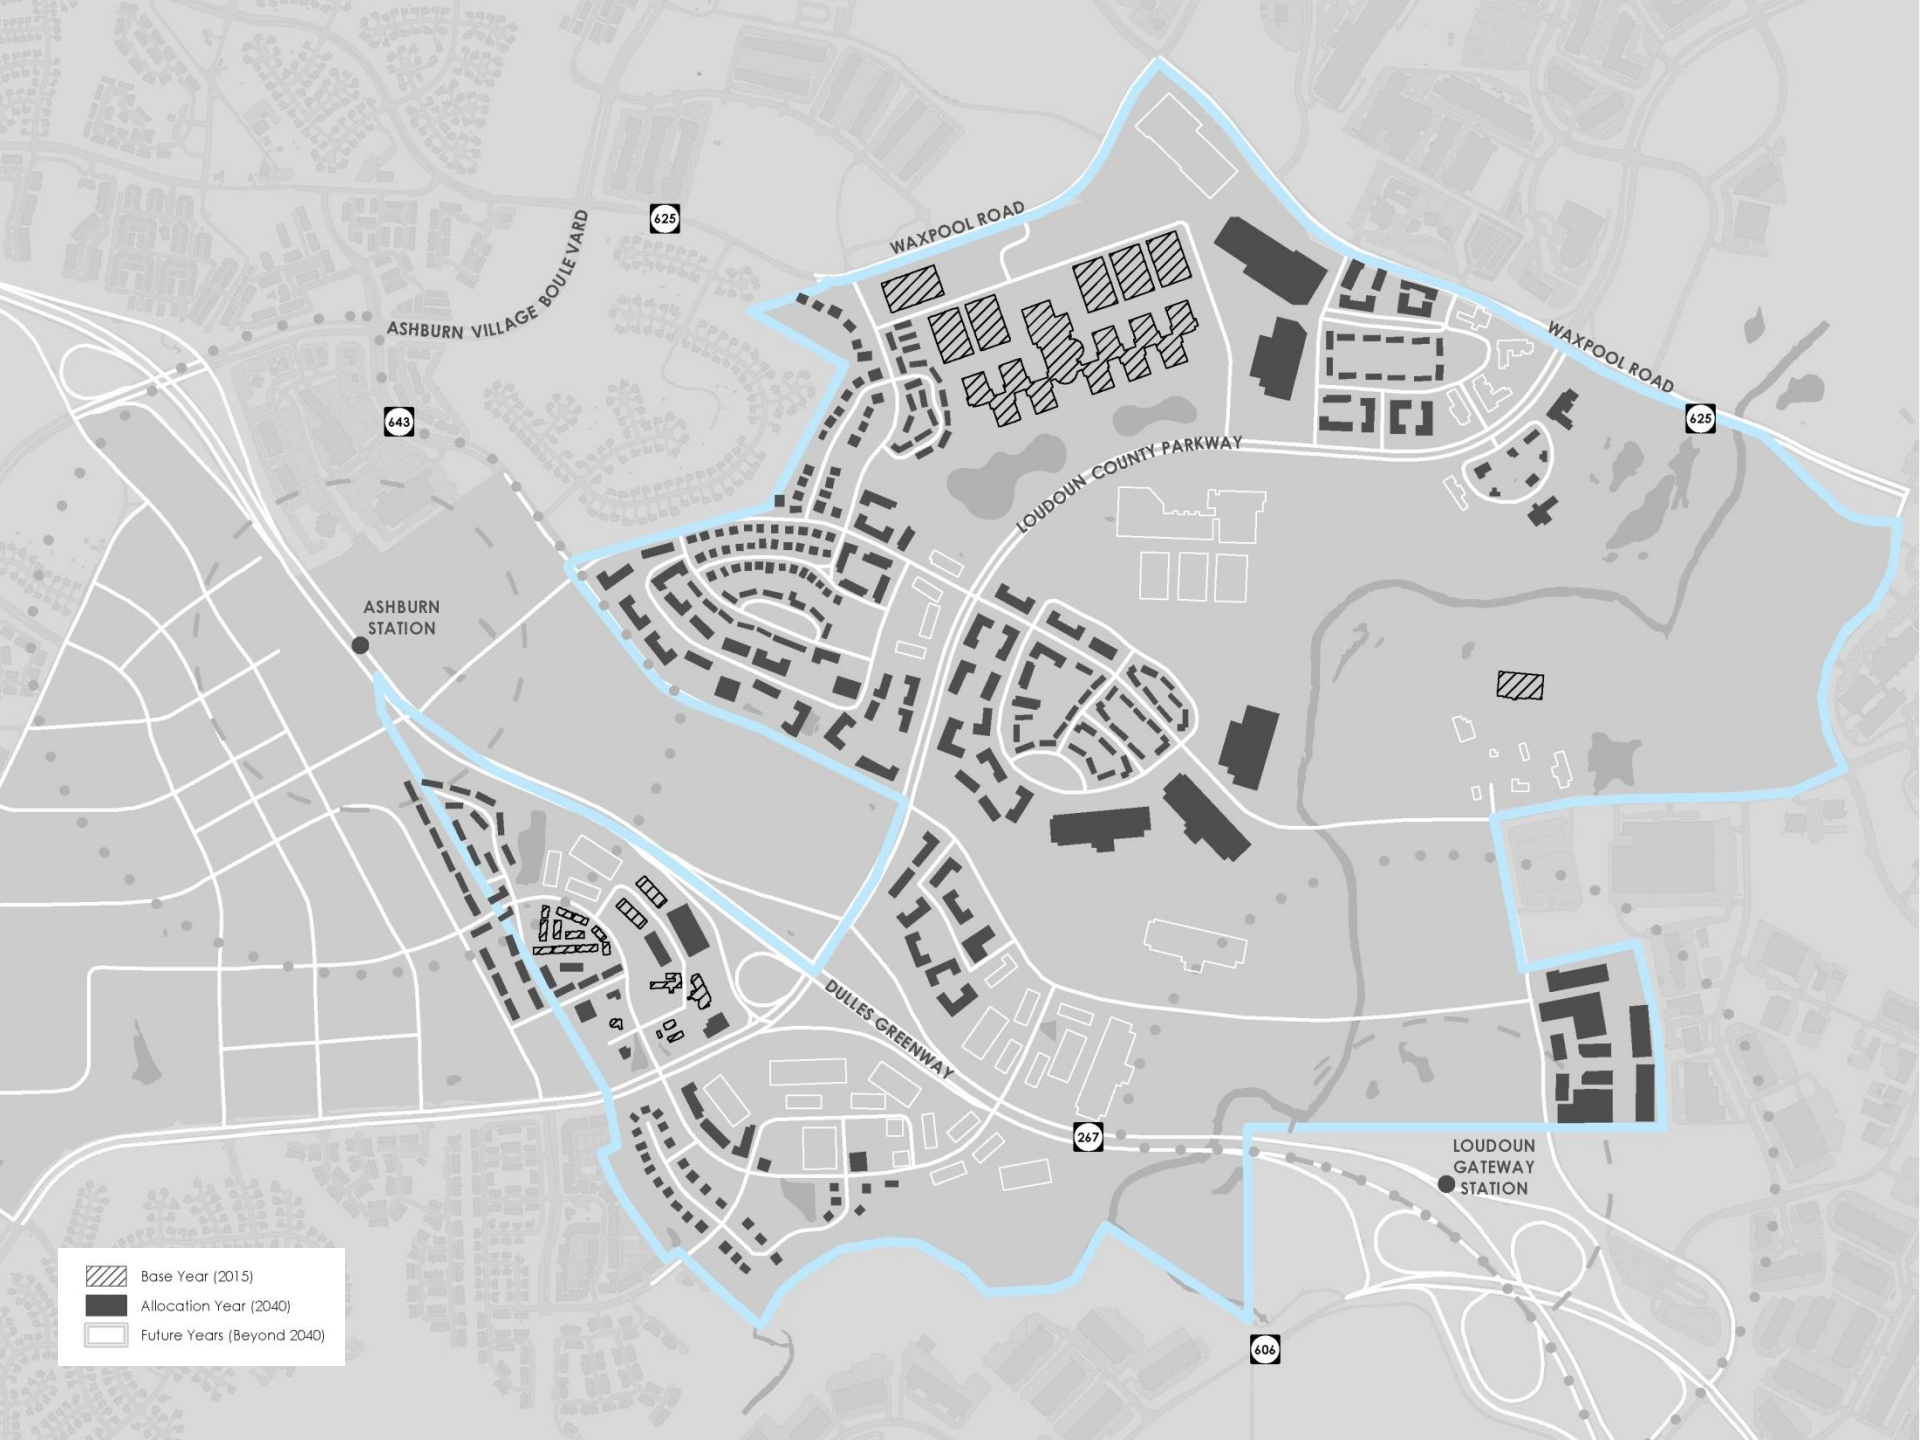 625
WAXPOOL ROAD
ASHBURN VILLAGE BOULEVARD
WAXPOOL ROAD
643
625
LOUDOUN COUNTY PARKWAY
ASHBURN
STATION
DULLES GREENWAY
267
LOUDOUN
GATEWAY
STATION
606
Base Year (2015)
Allocation Year (2040)
Future Years (Beyond 2040)